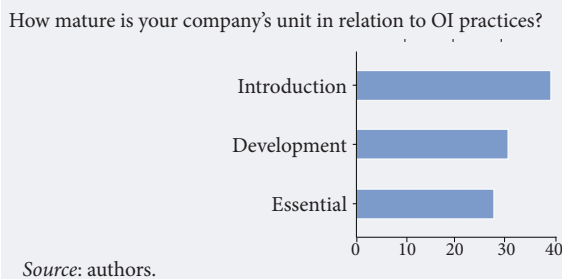 How mature is your company’s unit in relation to OI practices?
Introduction
Development
Essential
0 10 20 30 40
Source: authors.